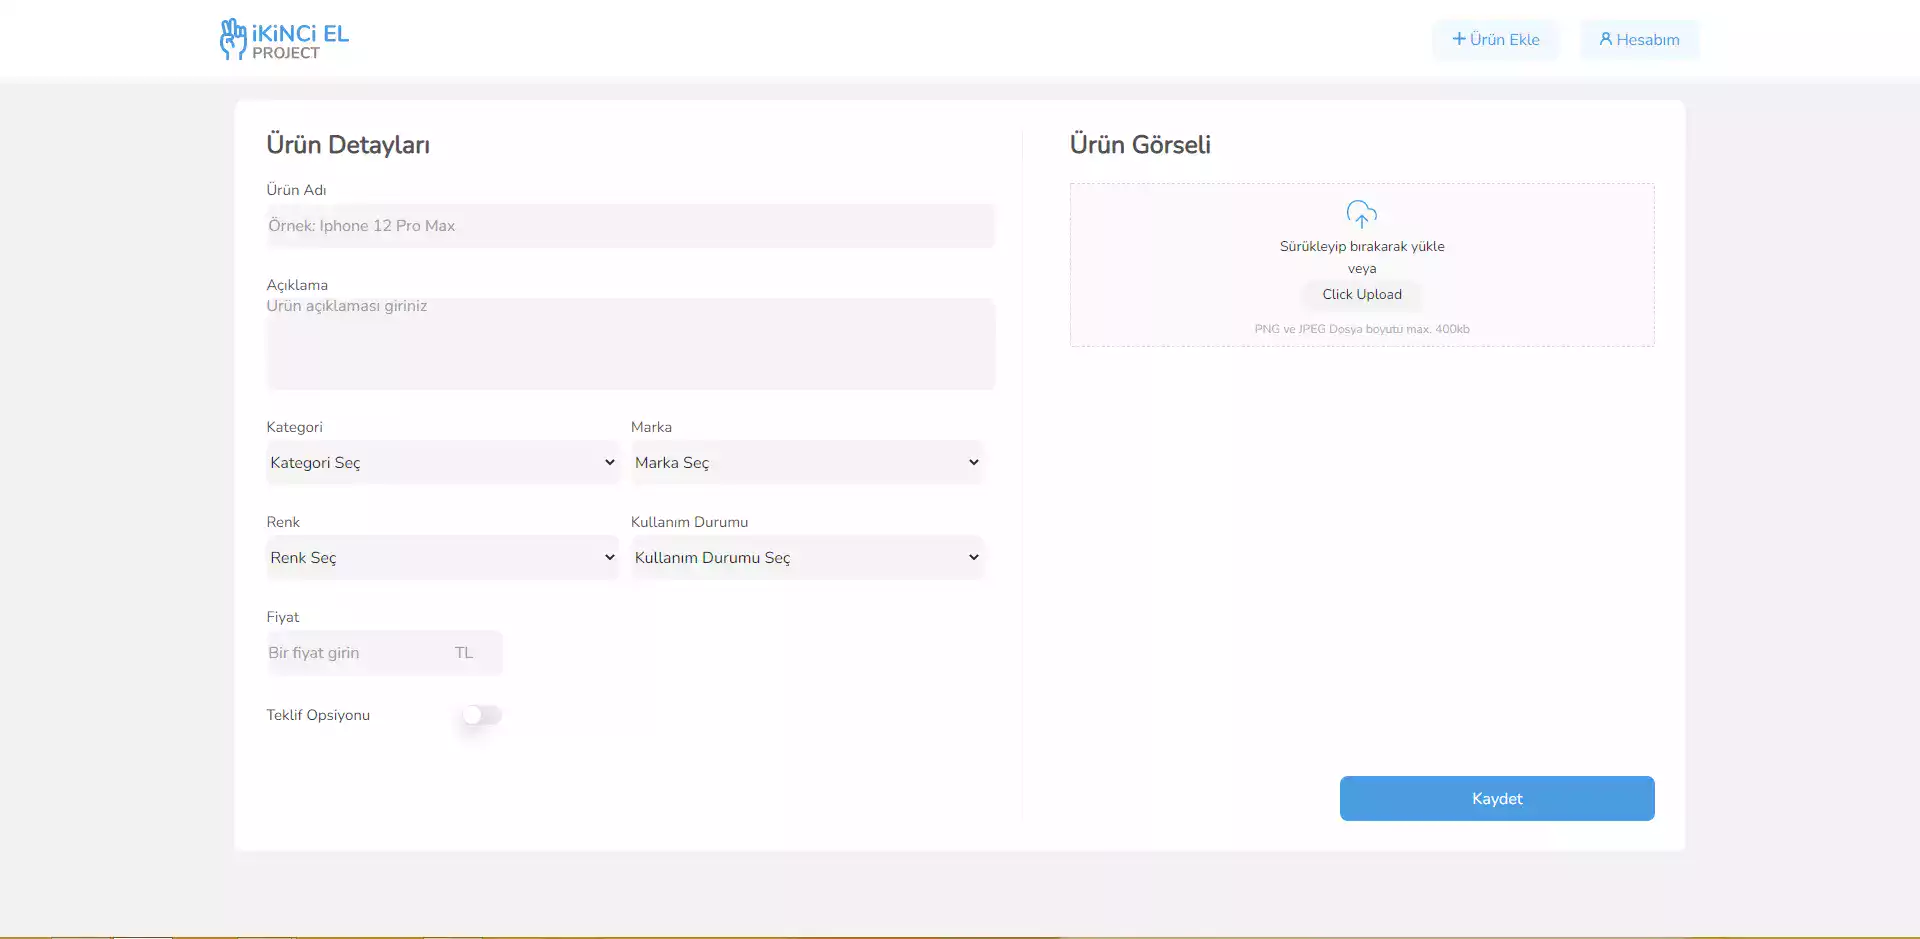 iKiNCi EL
PROJECT
Ürün Ekle
Hesabım
Ürün Detayları
Ürün Adı
Örnek: Iphone 12 Pro Max
Açıklama
Ürün açıklaması giriniz
Kategori
Marka
Kategori Seç
Marka Seç
Renk
Kullanım Durumu
Renk Seç
Kullanım Durumu Seç
Fiyat
Bir fiyat girin
TL
Teklif Opsiyonu
Ürün Görseli
Sürükleyip bırakarak yükle
veya
Click Upload
PNG ve JPEG Dosya boyutu max. 400kb
Kaydet